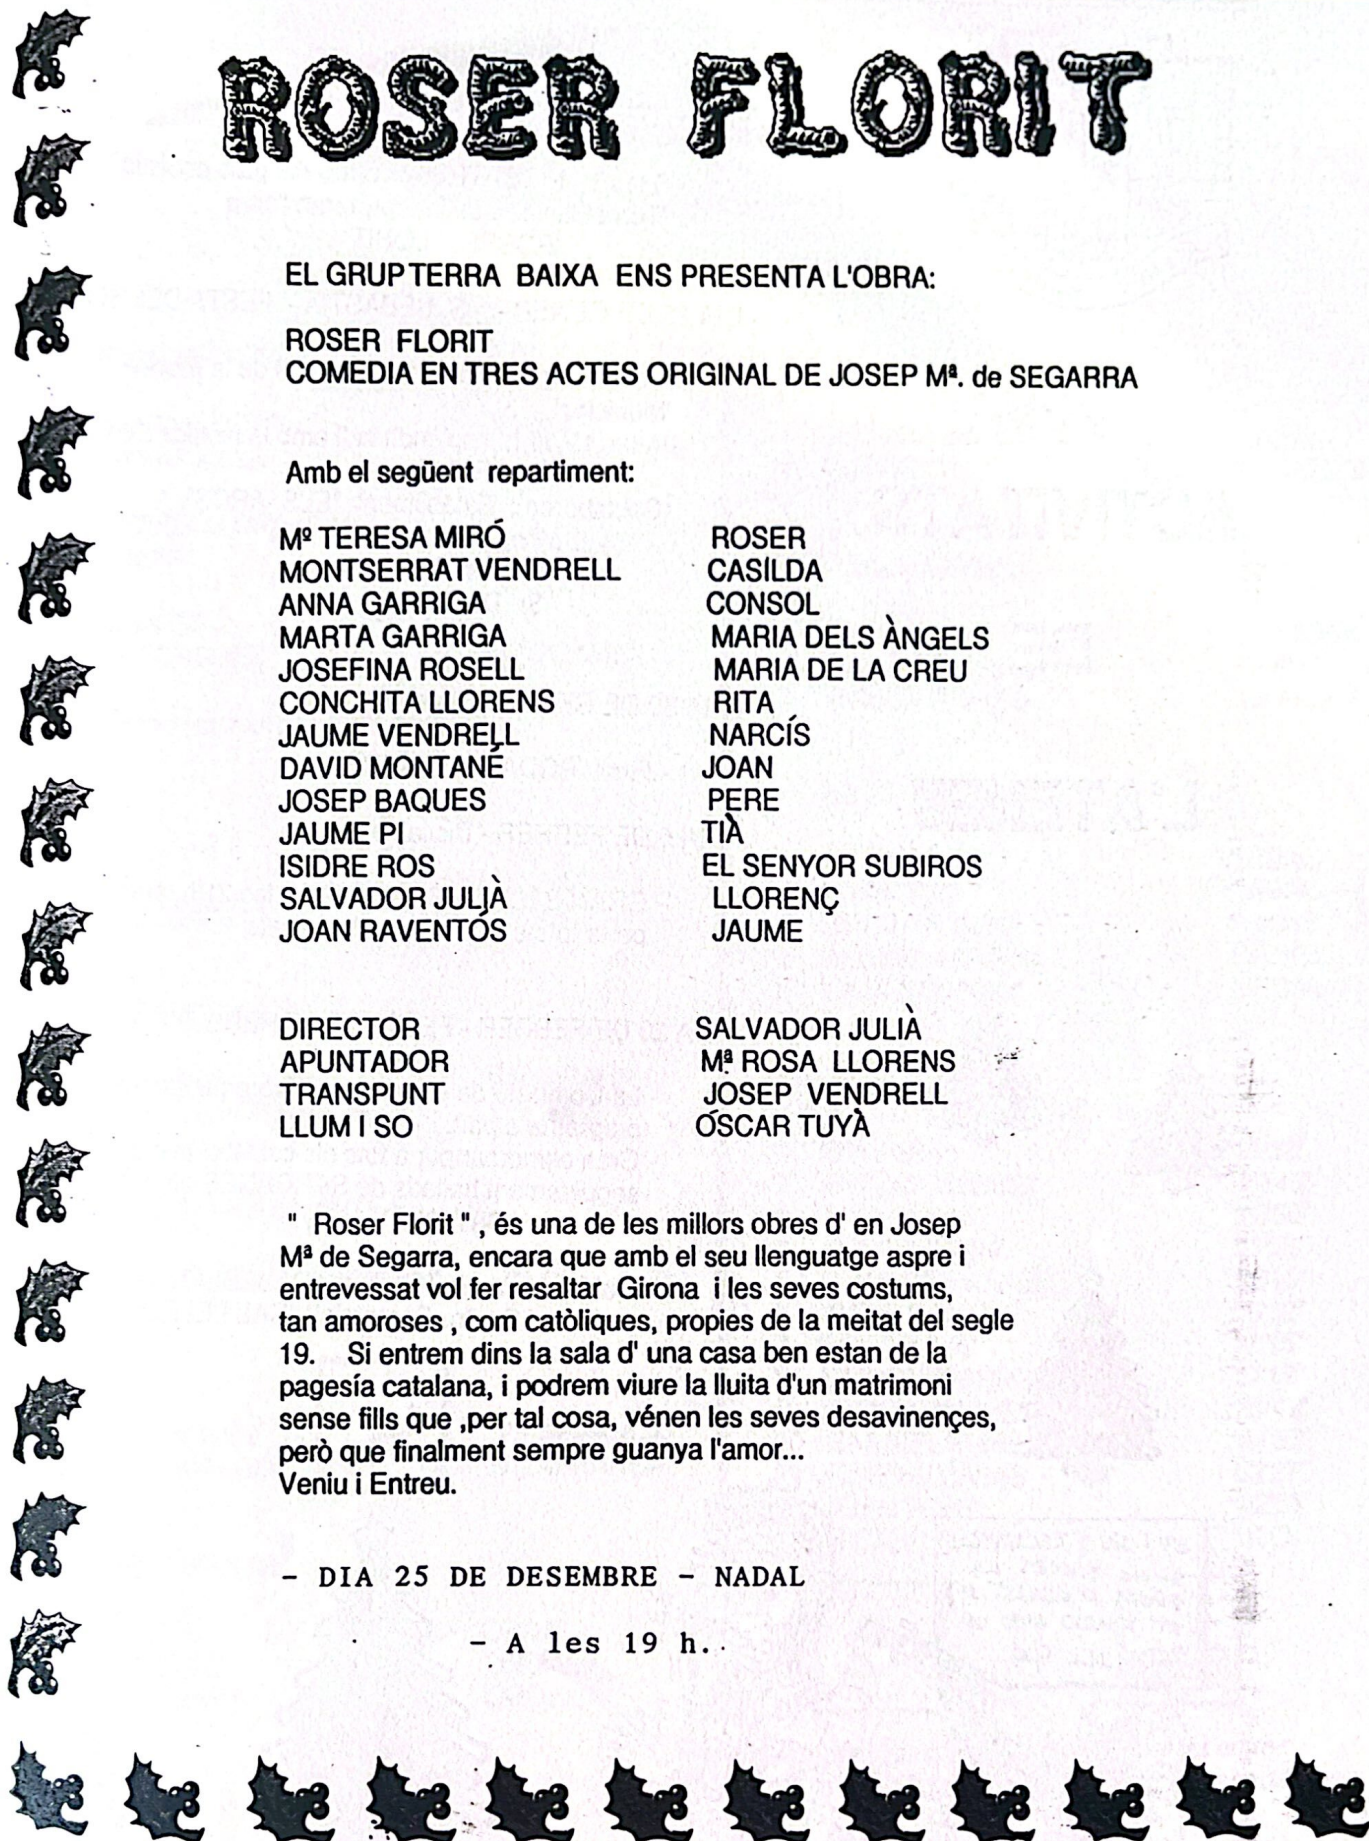 ROSER FLORIT
EL GRUP TERRA BAIXA ENS PRESENTA L'OBRA:
ROSER FLORIT
COMEDIA EN TRES ACTES ORIGINAL DE JOSEP Mª. de SEGARRA
Amb el següent repartiment:
Mº TERESA MIRÓ ROSER
MONTSERRAT VENDRELL CASÍLDA
ANNA GARRIGA CONSOL
MARTA GARRIGA MARIA DELS ÀNGELS
JOSEFINA ROSELL MARIA DE LA CREU
CONCHITA LLORENS RITA
JAUME VENDRELL NARCÍS
DAVID MONTANÉ JOAN
JOSEP BAQUES PERE
JAUME PI TIÀ
ISIDRE ROS EL SENYOR SUBIROS
SALVADOR JULIÀ LLORENÇ
JOAN RAVENTÓS JAUME
DIRECTOR SALVADOR JULIÀ
APUNTADOR Mª ROSA LLORENS
TRANSPUNT JOSEP VENDRELL
LLUM I SO ÓSCAR TUYÀ
" Roser Florit " , és una de les millors obres d' en Josep
Mª de Segarra, encara que amb el seu llenguatge aspre i
entrevessat vol fer resaltar Girona i les seves costums,
tan amoroses , com catòliques, propies de la meitat del segle
19. Si entrem dins la sala d' una casa ben estan de la
pagesía catalana, i podrem viure la lluita d'un matrimoni
sense fills que ,per tal cosa, vénen les seves desavinençes,
però que finalment sempre guanya l'amor...
Veniu i Entreu.
- DIA 25 DE DESEMBRE - NADAL
- A les 19 h.